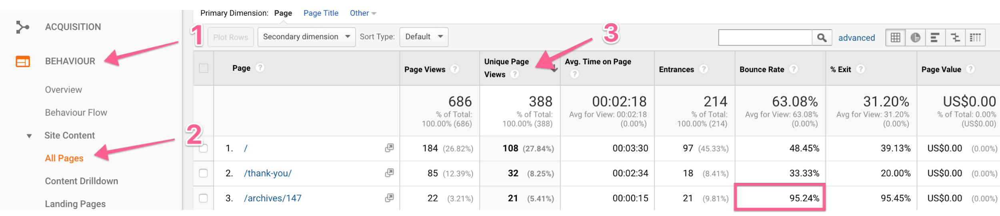 Primary Dimension: Page Page Title Other
ACQUISITION
BEHAVIOUR
Overview
Behaviour Flow
Site Content
All Pages
Content Drilldown
Landing Pages
1
2
3
Plot Rows Secondary dimension Sort Type: Default advanced
Page ? Page Views ? Unique Page Views ? Avg. Time on Page ? Entrances ? Bounce Rate ? % Exit ? Page Value ?
686 388 00:02:18 214 63.08% 31.20% US$0.00
% of Total: % of Total: Avg for View: 00:02:18 % of Total: Avg for View: 63.08% Avg for View: 31.20% % of Total: 0.00%
100.00% (686) 100.00% (388) (0.00%) 100.00% (214) (0.00%) (0.00%) (US$0.00)
1. / 184 (26.82%) 108 (27.84%) 00:03:30 97 (45.33%) 48.45% 39.13% US$0.00 (0.00%)
2. /thank-you/ 85 (12.39%) 32 (8.25%) 00:02:34 18 (8.41%) 33.33% 20.00% US$0.00 (0.00%)
3. /archives/147 22 (3.21%) 21 (5.41%) 00:00:15 21 (9.81%) 95.24% 95.45% US$0.00 (0.00%)